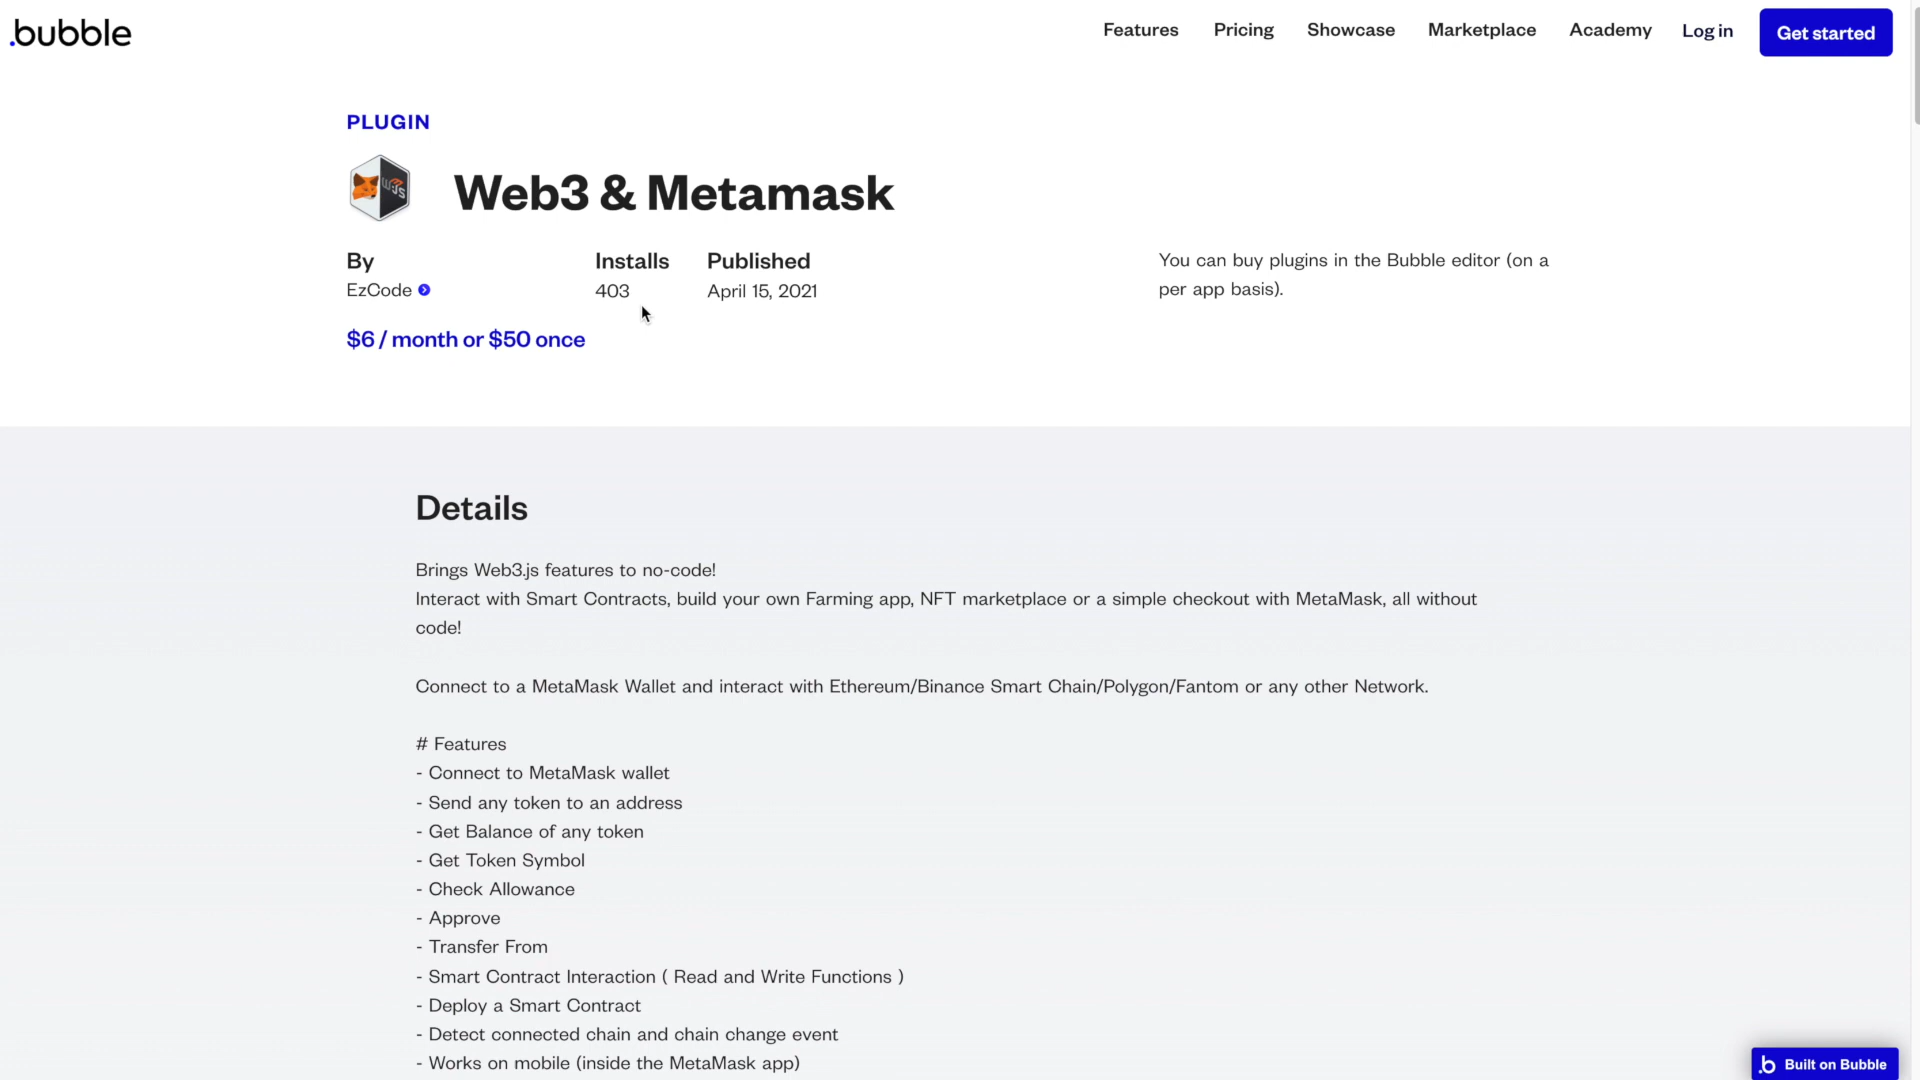 .bubble
Features Pricing Showcase Marketplace Academy Log in Get started
PLUGIN
Web3 & Metamask
By Installs Published
EzCode 403 April 15, 2021
You can buy plugins in the Bubble editor (on a
per app basis).
$6 / month or $50 once
Details
Brings Web3.js features to no-code!
Interact with Smart Contracts, build your own Farming app, NFT marketplace or a simple checkout with MetaMask, all without
code!
Connect to a MetaMask Wallet and interact with Ethereum/Binance Smart Chain/Polygon/Fantom or any other Network.
# Features
- Connect to MetaMask wallet
- Send any token to an address
- Get Balance of any token
- Get Token Symbol
- Check Allowance
- Approve
- Transfer From
- Smart Contract Interaction ( Read and Write Functions )
- Deploy a Smart Contract
- Detect connected chain and chain change event
- Works on mobile (inside the MetaMask app)
b Built on Bubble